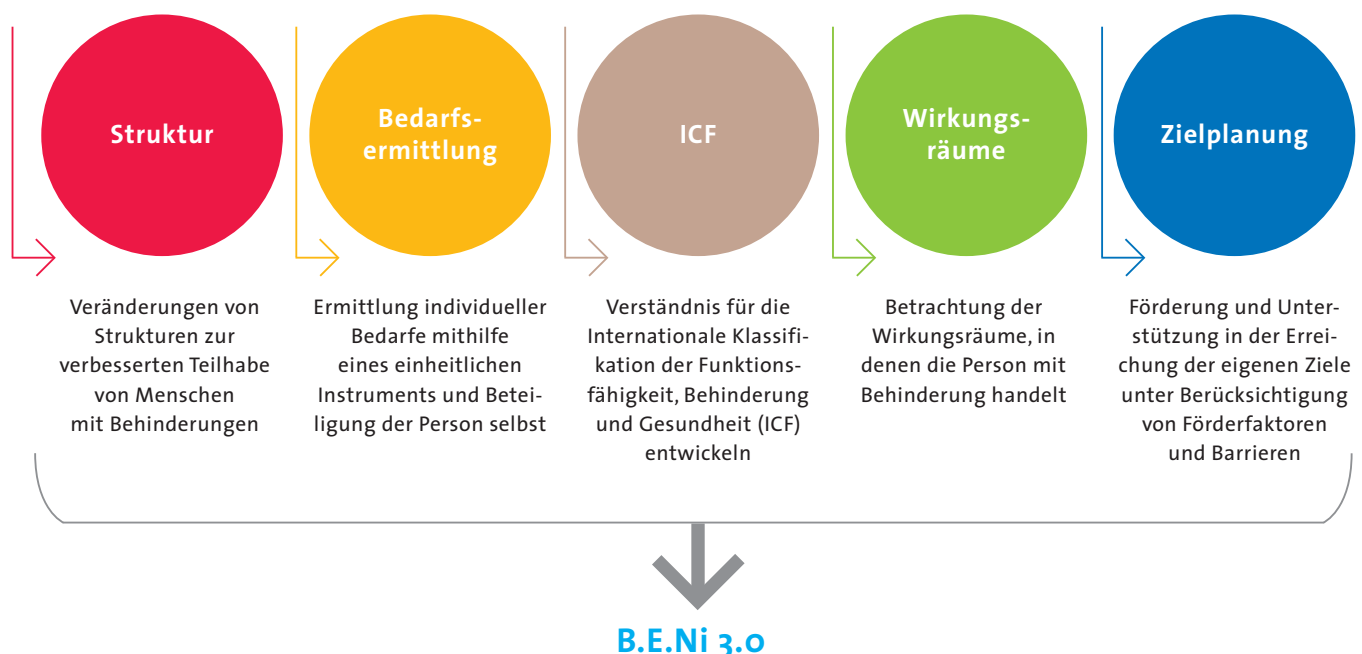 Struktur
Veränderungen von
Strukturen zur
verbesserten Teilhabe
von Menschen
mit Behinderungen
Bedarfs-
ermittlung
Ermittlung individueller
Bedarfe mithilfe
eines einheitlichen
Instruments und Betei-
ligung der Person selbst
ICF
Verständnis für die
Internationale Klassifi-
kation der Funktions-
fähigkeit, Behinderung
und Gesundheit (ICF)
entwickeln
Wirkungs-
räume
Betrachtung der
Wirkungsräume, in
denen die Person mit
Behinderung handelt
Zielplanung
Förderung und Unter-
stützung in der Errei-
chung der eigenen Ziele
unter Berücksichtigung
von Förderfaktoren
und Barrieren
B.E.Ni 3.0